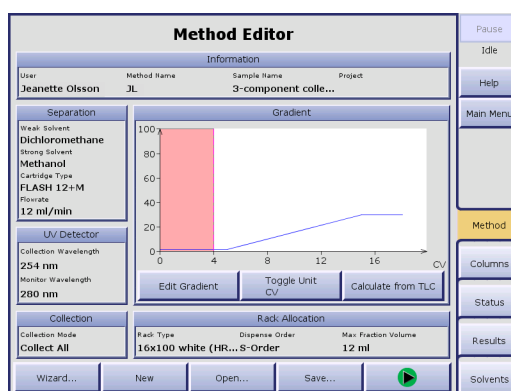 Method Editor
Pause
Idle
Help
Main Menu
Method
Columns
Status
Results
Solvents
Information
User Method Name Sample Name Project
Jeanette Olsson JL 3-component colle...
Separation
Weak Solvent
Dichloromethane
Strong Solvent
Methanol
Cartridge Type
FLASH 12+M
Flowrate
12 ml/min
Gradient
100
80
60
40
20
0 4 8 12 16 CV
Edit Gradient
Toggle Unit
CV
Calculate from TLC
UV Detector
Collection Wavelength
254 nm
Monitor Wavelength
280 nm
Collection
Collection Mode
Collect All
Rack Allocation
Rack Type Dispense Order Max Fraction Volume
16x100 white (HR... S-Order 12 ml
Wizard... New Open... Save...